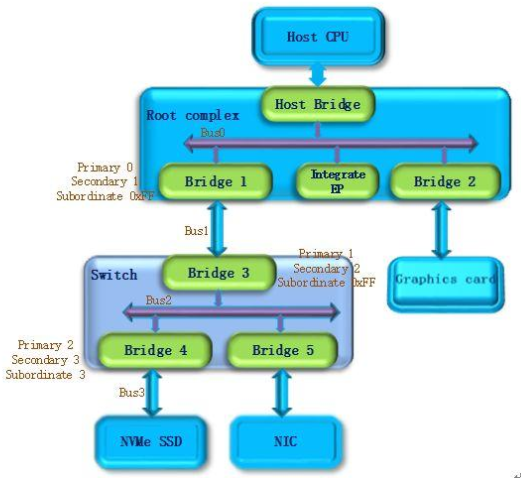 Host CPU
Host Bridge
Root complex
Bus0
Primary 0
Secondary 1
Subordinate 0xFF
Bridge 1
Integrate
EP
Bridge 2
Bus1
Primary 1
Secondary 2
Subordinate 0xFF
Switch
Bridge 3
Graphics card
Bus2
Primary 2
Secondary 3
Subordinate 3
Bridge 4
Bridge 5
Bus3
NVMe SSD
NIC